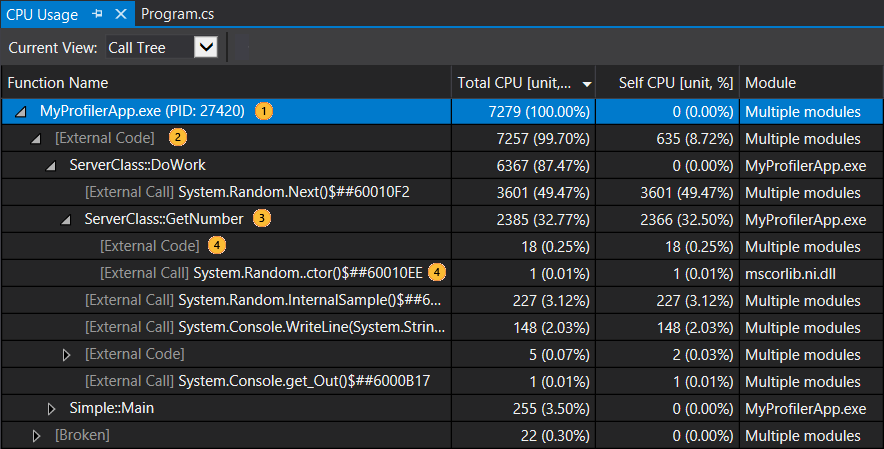 CPU Usage Program.cs
Current View: Call Tree
Function Name Total CPU [unit,... Self CPU [unit, %] Module
MyProfilerApp.exe (PID: 27420) 1 7279 (100.00%) 0 (0.00%) Multiple modules
[External Code] 2 7257 (99.70%) 635 (8.72%) Multiple modules
ServerClass::DoWork 6367 (87.47%) 0 (0.00%) MyProfilerApp.exe
[External Call] System.Random.Next()$##60010F2 3601 (49.47%) 3601 (49.47%) Multiple modules
ServerClass::GetNumber 3 2385 (32.77%) 2366 (32.50%) MyProfilerApp.exe
[External Code] 4 18 (0.25%) 18 (0.25%) Multiple modules
[External Call] System.Random..ctor()$##60010EE 4 1 (0.01%) 1 (0.01%) mscorlib.ni.dll
[External Call] System.Random.InternalSample()$##6... 227 (3.12%) 227 (3.12%) Multiple modules
[External Call] System.Console.WriteLine(System.Strin... 148 (2.03%) 148 (2.03%) Multiple modules
[External Code] 5 (0.07%) 2 (0.03%) Multiple modules
[External Call] System.Console.get_Out()$##6000B17 1 (0.01%) 1 (0.01%) Multiple modules
Simple::Main 255 (3.50%) 0 (0.00%) MyProfilerApp.exe
[Broken] 22 (0.30%) 0 (0.00%) Multiple modules